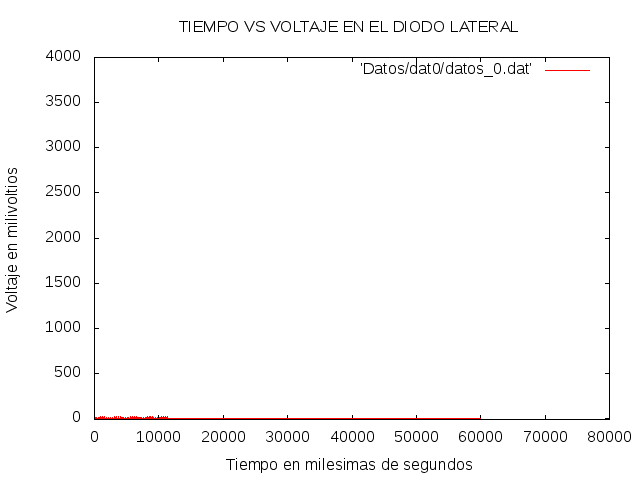 TIEMPO VS VOLTAJE EN EL DIODO LATERAL
'Datos/dat0/datos_0.dat'
Voltaje en milivoltios
4000
3500
3000
2500
2000
1500
1000
500
0
0 10000 20000 30000 40000 50000 60000 70000 80000
Tiempo en milesimas de segundos